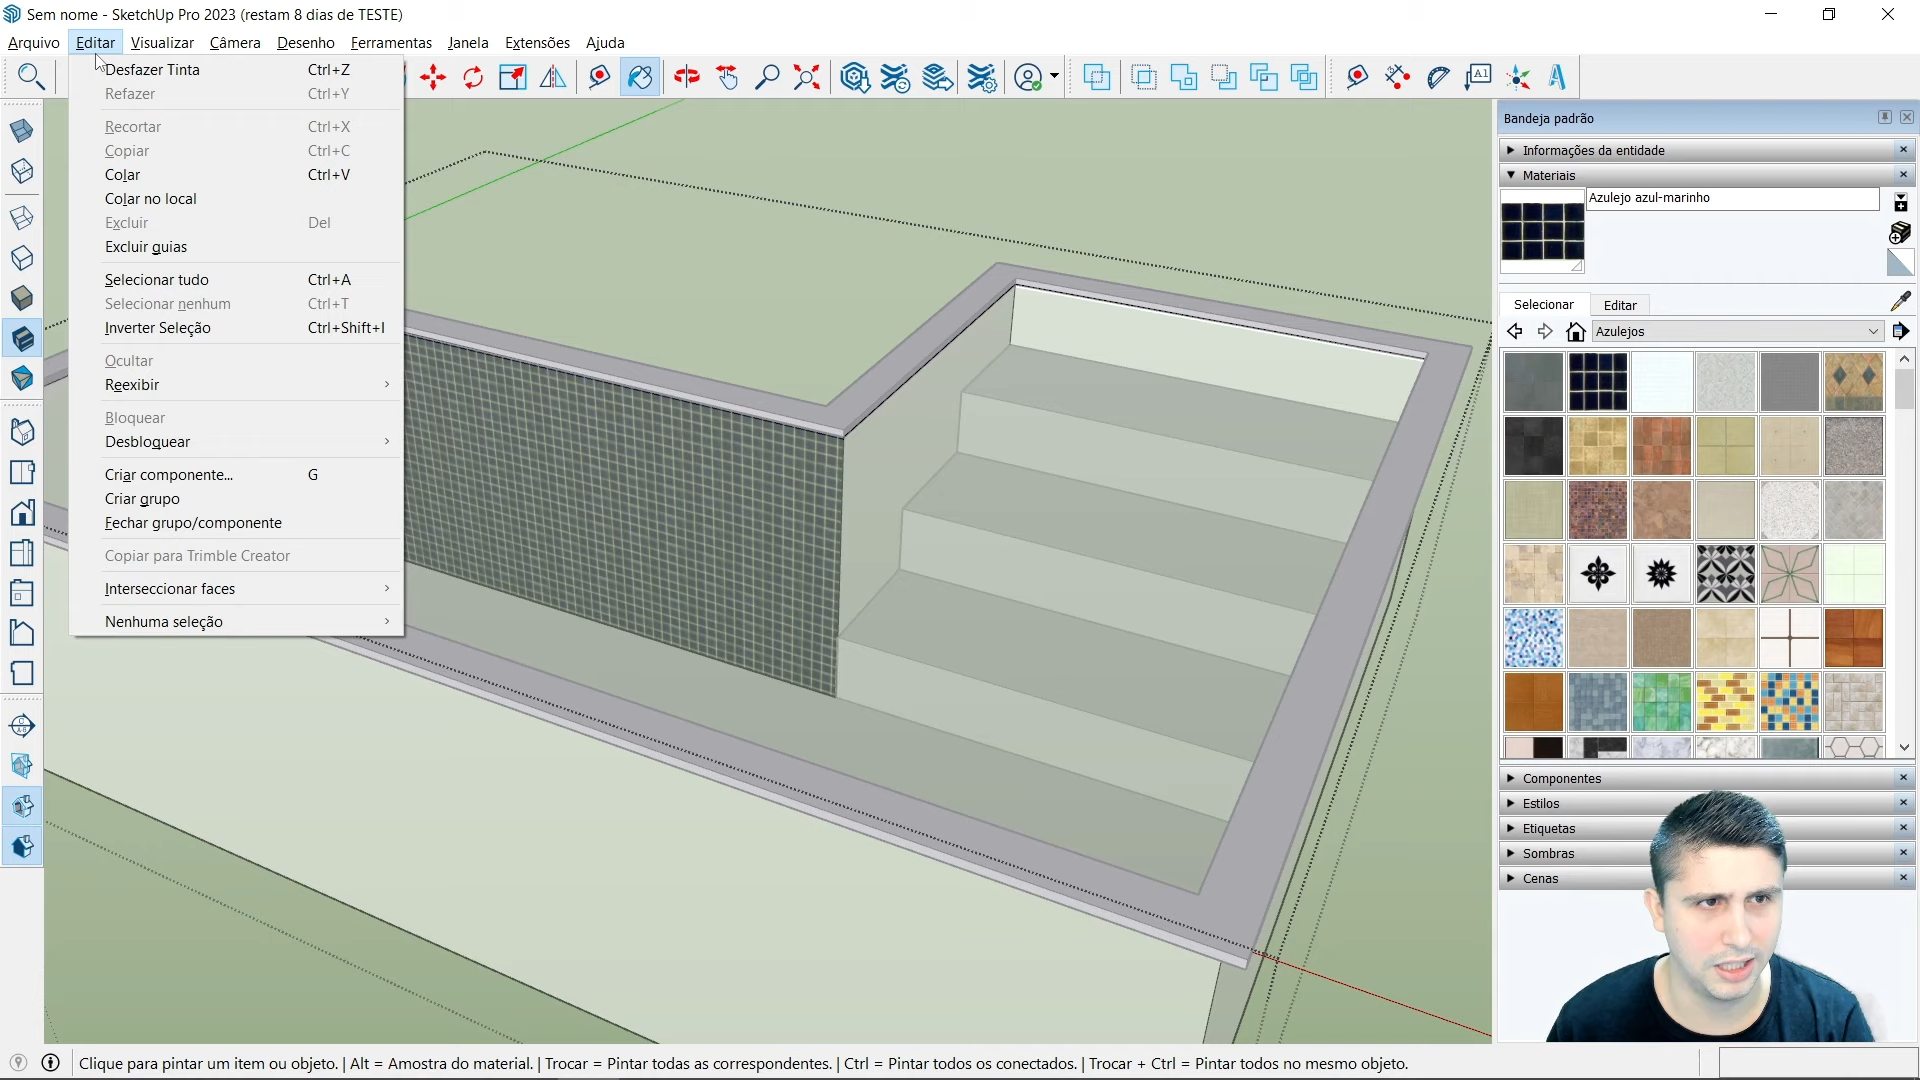 Sem nome - SketchUp Pro 2023 (restam 8 dias de TESTE)
Arquivo Editar Visualizar Câmera Desenho Ferramentas Janela Extensões Ajuda
Desfazer Tinta Ctrl+Z
Refazer Ctrl+Y
Recortar Ctrl+X
Copiar Ctrl+C
Colar Ctrl+V
Colar no local
Excluir Del
Excluir guias
Selecionar tudo Ctrl+A
Selecionar nenhum Ctrl+T
Inverter Seleção Ctrl+Shift+I
Ocultar
Reexibir
Bloquear
Desbloquear
Criar componente... G
Criar grupo
Fechar grupo/componente
Copiar para Trimble Creator
Interseccionar faces
Nenhuma seleção
A1
Bandeja padrão
Informações da entidade
Materiais
Azulejo azul-marinho
Selecionar Editar
Azulejos
Componentes
Estilos
Etiquetas
Sombras
Cenas
Clique para pintar um item ou objeto. | Alt = Amostra do material. | Trocar = Pintar todas as correspondentes. | Ctrl = Pintar todos os conectados. | Trocar + Ctrl = Pintar todos no mesmo objeto.